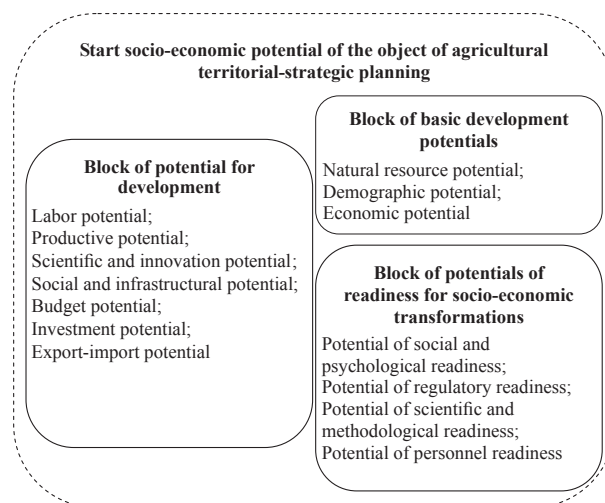 Start socio-economic potential of the object of agricultural
territorial-strategic planning
Block of potential for
development
Labor potential;
Productive potential;
Scientific and innovation potential;
Social and infrastructural potential;
Budget potential;
Investment potential;
Export-import potential
Block of basic development
potentials
Natural resource potential;
Demographic potential;
Economic potential
Block of potentials of
readiness for socio-economic
transformations
Potential of social and
psychological readiness;
Potential of regulatory readiness;
Potential of scientific and
methodological readiness;
Potential of personnel readiness